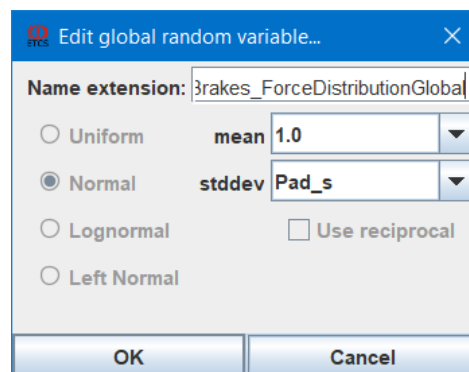 ETCS Edit global random variable...
Name extension: Brakes_ForceDistributionGlobal
Uniform mean 1.0
Normal stddev Pad_s
Lognormal Use reciprocal
Left Normal
OK Cancel